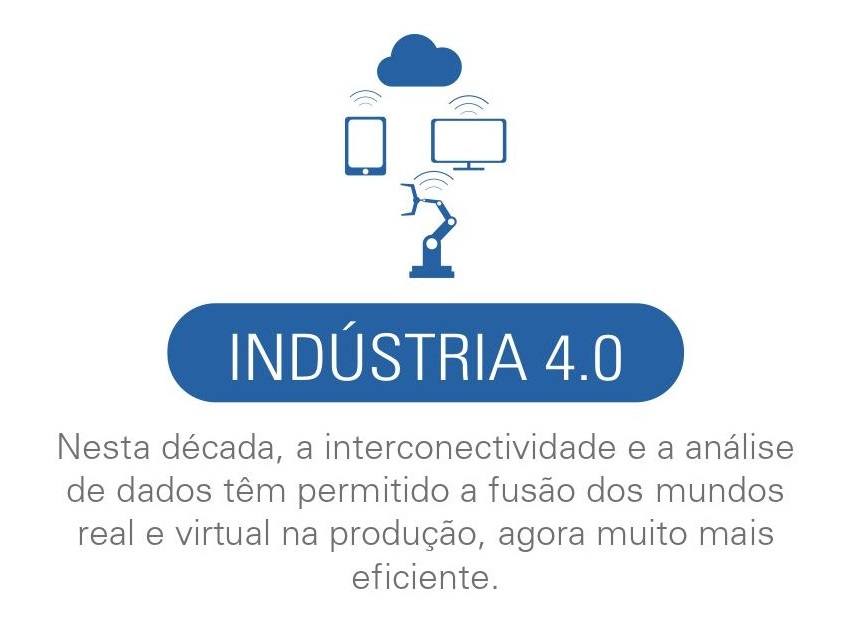 INDÚSTRIA 4.0
Nesta década, a interconectividade e a análise
de dados têm permitido a fusão dos mundos
real e virtual na produção, agora muito mais
eficiente.